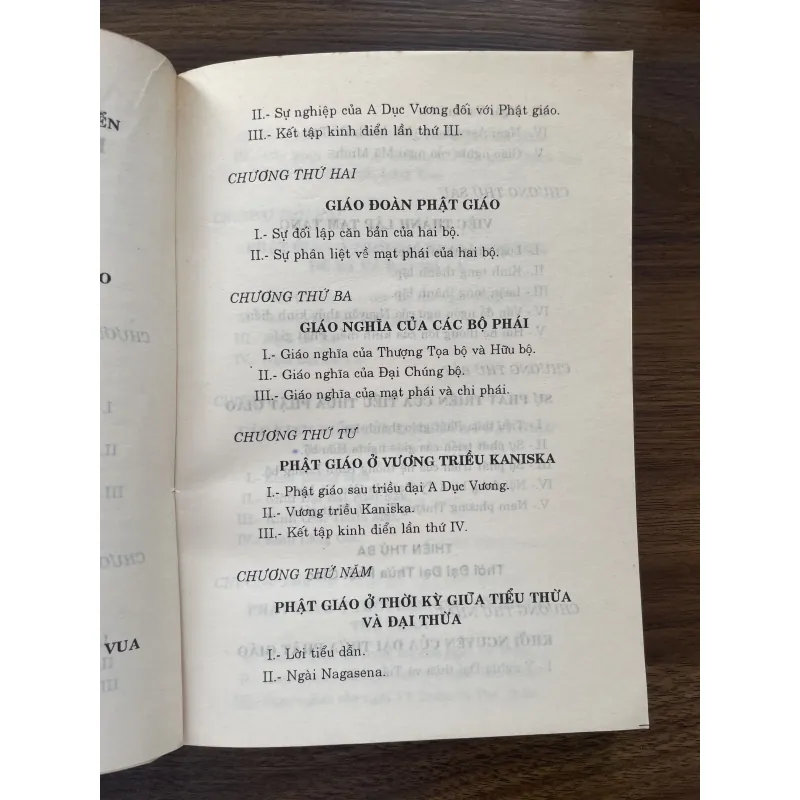 ỂN
O
CHƯƠN
I.
II
III
CHƯƠ
VUA
II.- Sự nghiệp của A Dục Vương đối với Phật giáo.
III.- Kết tập kinh điển lần thứ III.
CHƯƠNG THỨ HAI
GIÁO ĐOÀN PHẬT GIÁO
I.- Sự đối lập căn bản của hai bộ.
II.- Sự phân liệt về mạt phái của hai bộ.
CHƯƠNG THỨ BA
GIÁO NGHĨA CỦA CÁC BỘ PHÁI
I.- Giáo nghĩa của Thượng Tọa bộ và Hữu bộ.
II.- Giáo nghĩa của Đại Chúng bộ.
III.- Giáo nghĩa của mạt phái và chi phái.
CHƯƠNG THỨ TƯ
PHẬT GIÁO Ở VƯƠNG TRIỀU KANISKA
I.- Phật giáo sau triều đại A Dục Vương.
II.- Vương triều Kaniska.
III.- Kết tập kinh điển lần thứ IV.
CHƯƠNG THỨ NĂM
PHẬT GIÁO Ở THỜI KỲ GIỮA TIỂU THỪA
VÀ ĐẠI THỪA
I.- Lời tiểu dẫn.
II.- Ngài Nagasena.